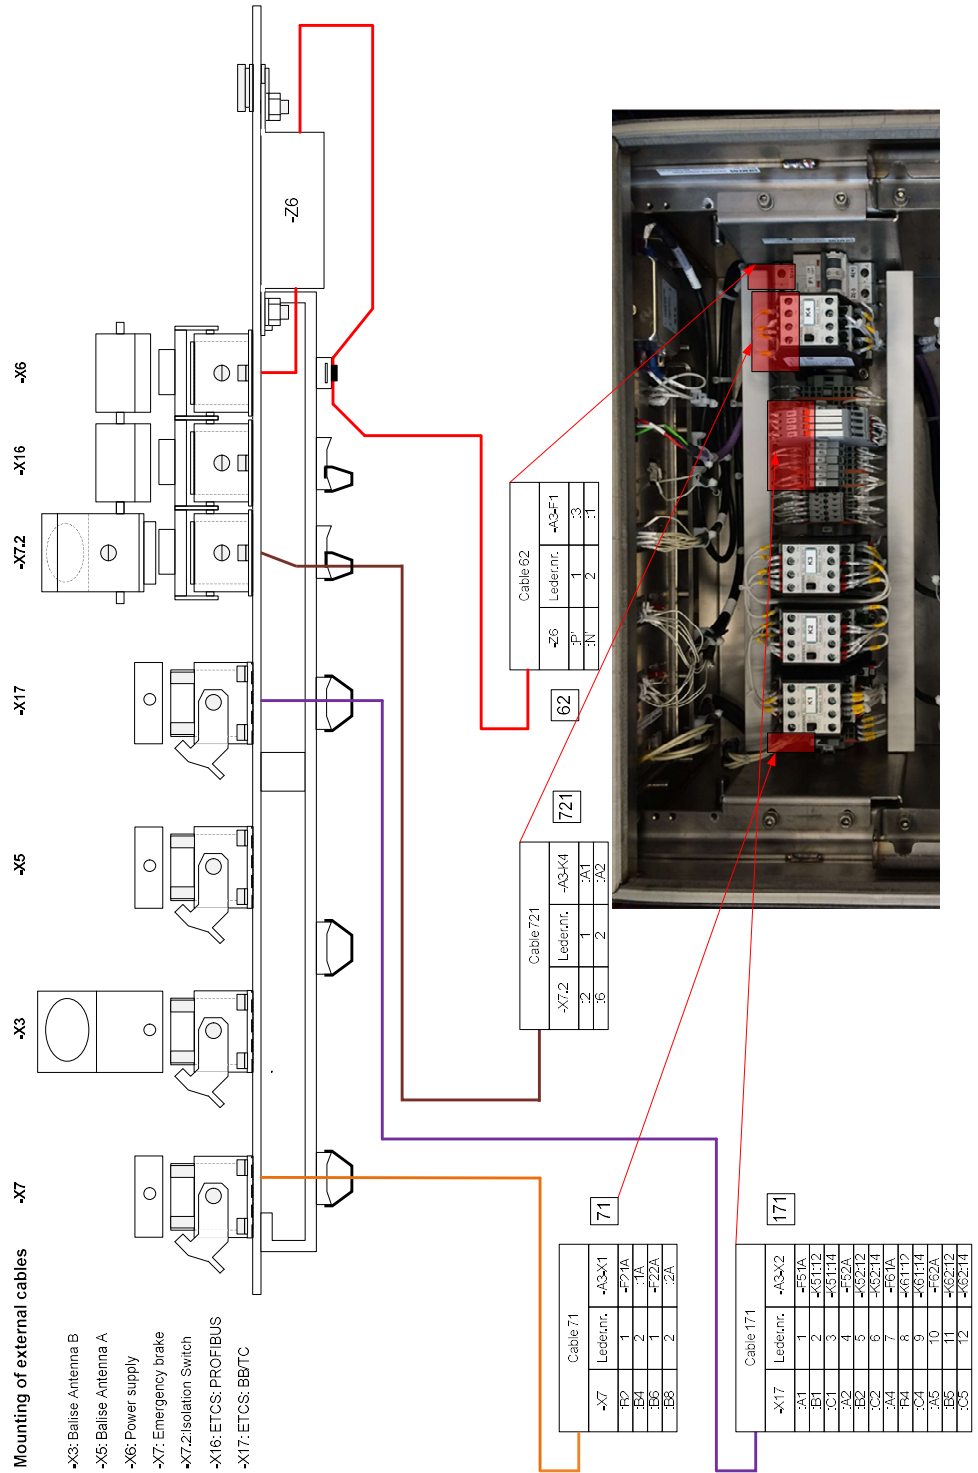 Mounting of external cables
-X3: Balise Antenna B
-X5: Balise Antenna A
-X6: Power supply
-X7: Emergency brake
-X7.2:Isolation Switch
-X16: ETCS: PROFIBUS
-X17: ETCS: BB/TC
-X7
-X3
-X5
-X17
-X7.2
-X16
-X6
-Z6
Cable 62
-Z6 Leder.nr. -A3-F1
:P' 1 :3
:N' 2 :1
62
Cable 721
-X7.2 Leder.nr. -A3-K4
:2 1 :A1
:6 2 :A2
721
Cable 71
-X7 Leder.nr. -A3-X1
:B2 1 -F21A
:B4 2 :1A
:B6 1 -F22A
:B8 2 :2A
71
Cable 171
-X17 Leder.nr. -A3-X2
:A1 1 -F51A
:B1 2 -K51:12
:C1 3 -K51:14
:A2 4 -F52A
:B2 5 -K52:12
:C2 6 -K52:14
:A4 7 -F61A
:B4 8 -K61:12
:C4 9 -K61:14
:A5 10 -F62A
:B5 11 -K62:12
:C5 12 -K62:14
171
K1
K2
K3
K4